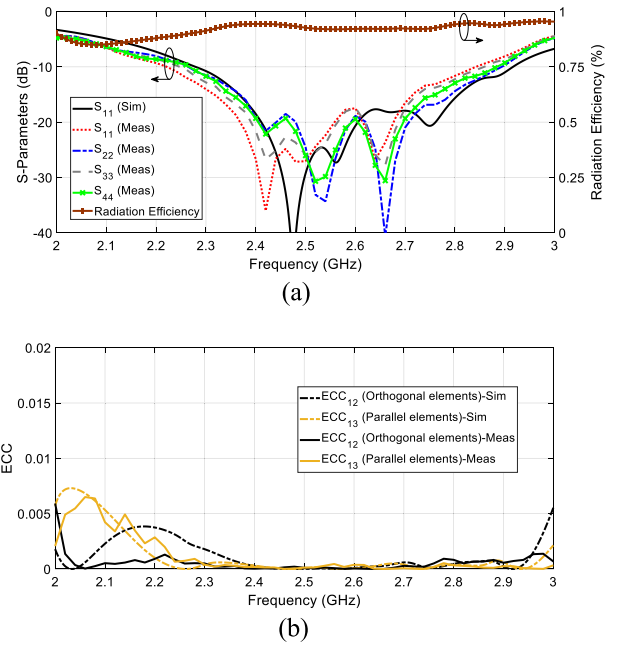 0
-10
-20
-30
-40
S-Parameters (dB)
S11 (Sim)
S11 (Meas)
S22 (Meas)
S33 (Meas)
S44 (Meas)
Radiation Efficiency
1
0.75
0.5
0.25
0
Radiation Efficiency (%)
2 2.1 2.2 2.3 2.4 2.5 2.6 2.7 2.8 2.9 3
Frequency (GHz)
(a)
0.02
0.015
0.01
0.005
0
ECC
ECC12 (Orthogonal elements)-Sim
ECC13 (Parallel elements)-Sim
ECC12 (Orthogonal elements)-Meas
ECC13 (Parallel elements)-Meas
2 2.1 2.2 2.3 2.4 2.5 2.6 2.7 2.8 2.9 3
Frequency (GHz)
(b)